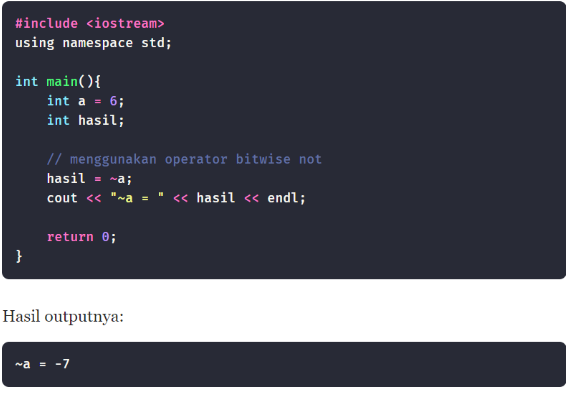 #include <iostream>
using namespace std;
int main(){
    int a = 6;
    int hasil;
    // menggunakan operator bitwise not
    hasil = ~a;
    cout << "~a = " << hasil << endl;
    return 0;
}
Hasil outputnya:
~a = -7